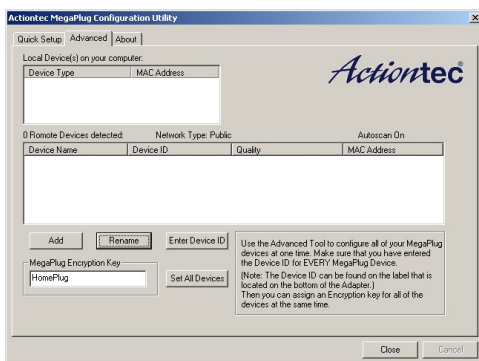 Actiontec MegaPlug Configuration Utility
Quick Setup Advanced About
Local Device(s) on your computer:
Device Type MAC Address
Actiontec
0 Romote Devices detected: Network Type: Public Autoscan On
Device Name Device ID Quality MAC Address
Add Rename Enter Device ID
MegaPlug Encryption Key
HomePlug
Set All Devices
Use the Advanced Tool to configure all of your MegaPlug
devices at one time. Make sure that you have entered
the Device ID for EVERY MegaPlug Device.
(Note: The Device ID can be found on the label that is
located on the bottom of the Adapter.)
Then you can assign an Encryption key for all of the
devices at the same time.
Close Cancel